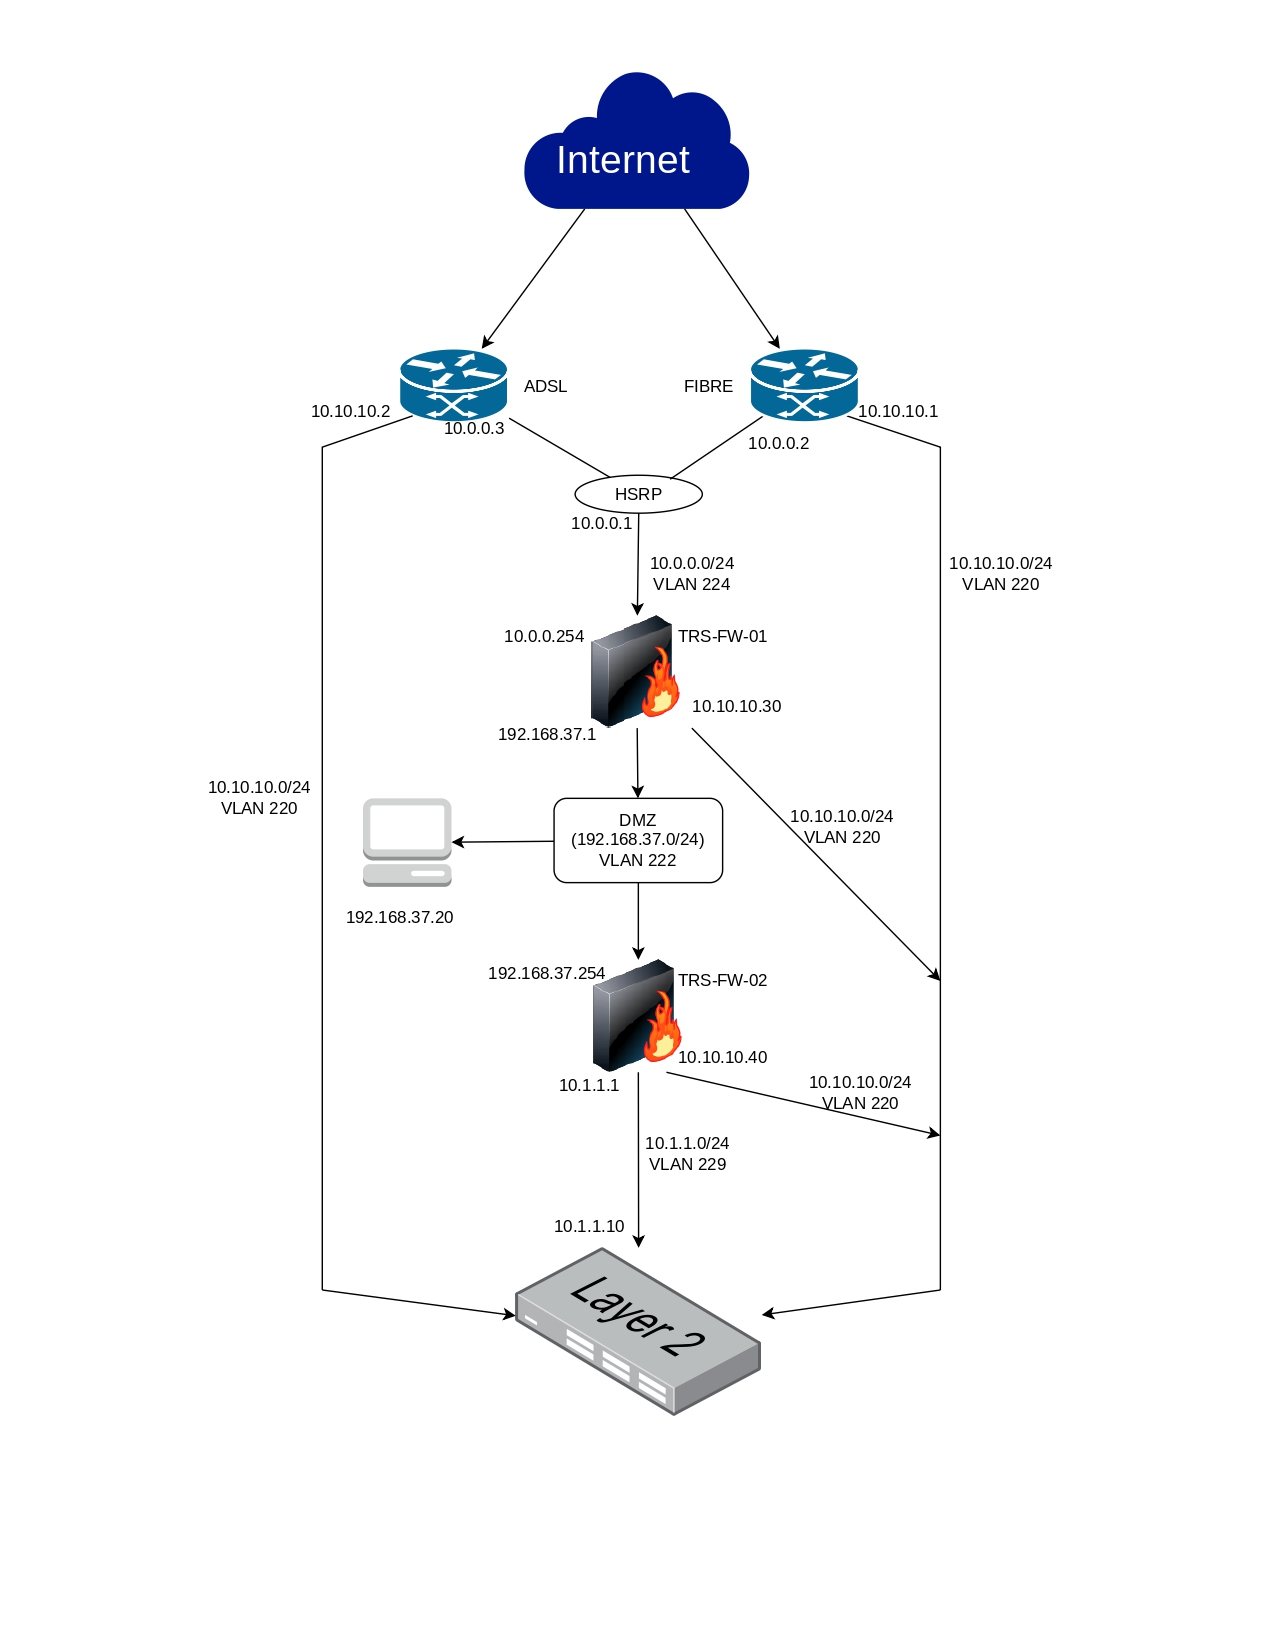 Internet
ADSL
FIBRE
10.10.10.2
10.10.10.1
10.0.0.3
10.0.0.2
HSRP
10.0.0.1
10.0.0.0/24
VLAN 224
10.10.10.0/24
VLAN 220
10.0.0.254
TRS-FW-01
10.10.10.30
192.168.37.1
10.10.10.0/24
VLAN 220
DMZ
(192.168.37.0/24)
VLAN 222
10.10.10.0/24
VLAN 220
192.168.37.20
192.168.37.254
TRS-FW-02
10.10.10.40
10.1.1.1
10.10.10.0/24
VLAN 220
10.1.1.0/24
VLAN 229
10.1.1.10
Layer 2